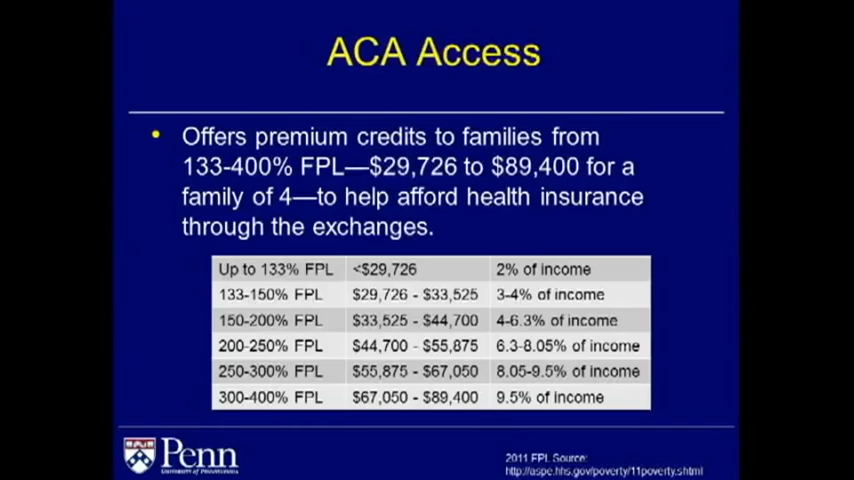 ACA Access
• Offers premium credits to families from
133-400% FPL—$29,726 to $89,400 for a
family of 4—to help afford health insurance
through the exchanges.
Up to 133% FPL <$29,726 2% of income
133-150% FPL $29,726 - $33,525 3-4% of income
150-200% FPL $33,525 - $44,700 4-6.3% of income
200-250% FPL $44,700 - $55,875 6.3-8.05% of income
250-300% FPL $55,875 - $67,050 8.05-9.5% of income
300-400% FPL $67,050 - $89,400 9.5% of income
Penn
UNIVERSITY OF PENNSYLVANIA
2011 FPL Source:
http://aspe.hhs.gov/poverty/11poverty.shtml